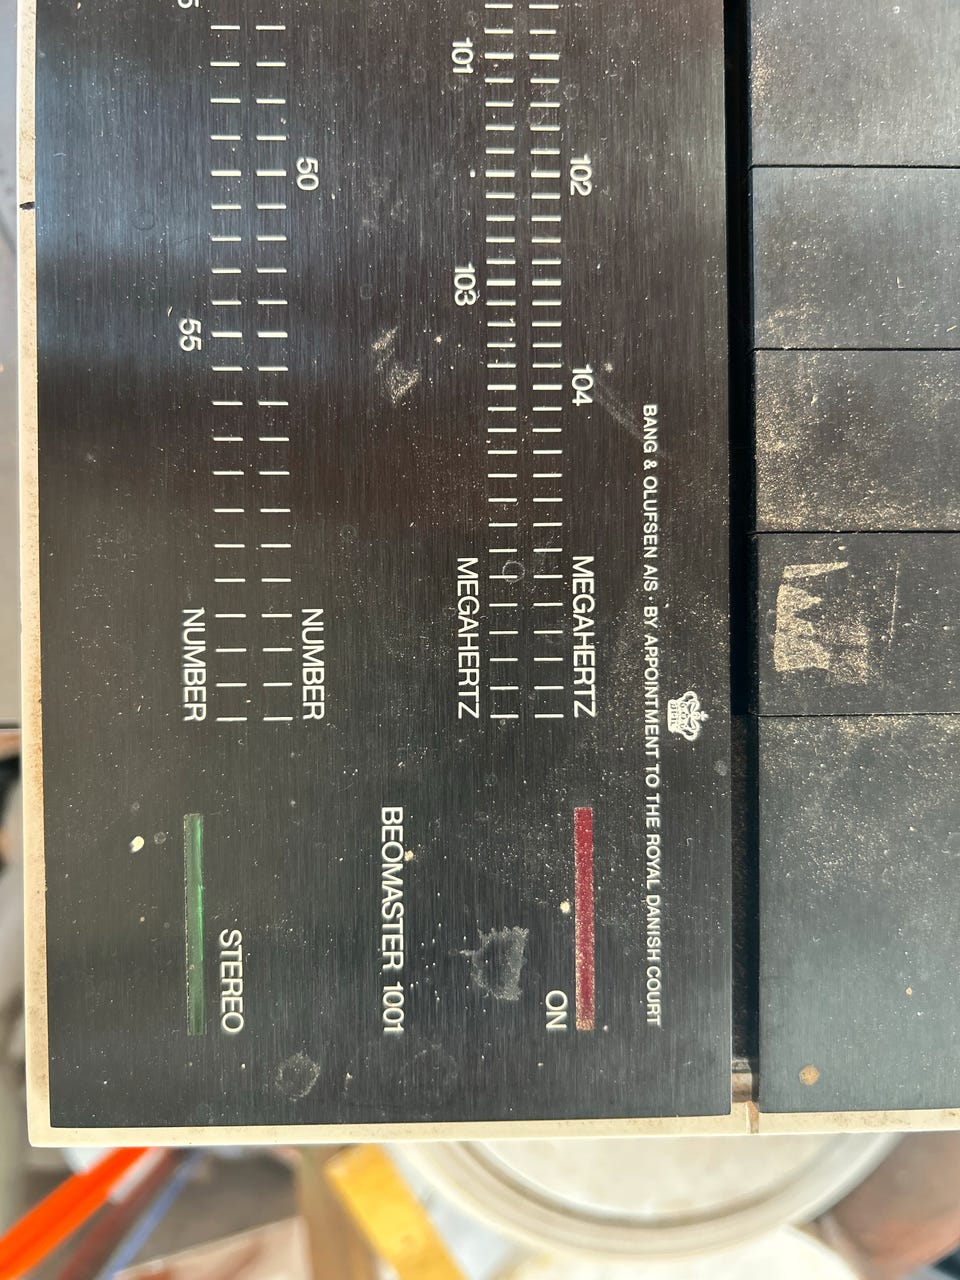 BANG & OLUFSEN A/S · BY APPOINTMENT TO THE ROYAL DANISH COURT
102 104 MEGAHERTZ
ON
101 103 MEGAHERTZ
BEOMASTER 1001
50 NUMBER
STEREO
55 NUMBER